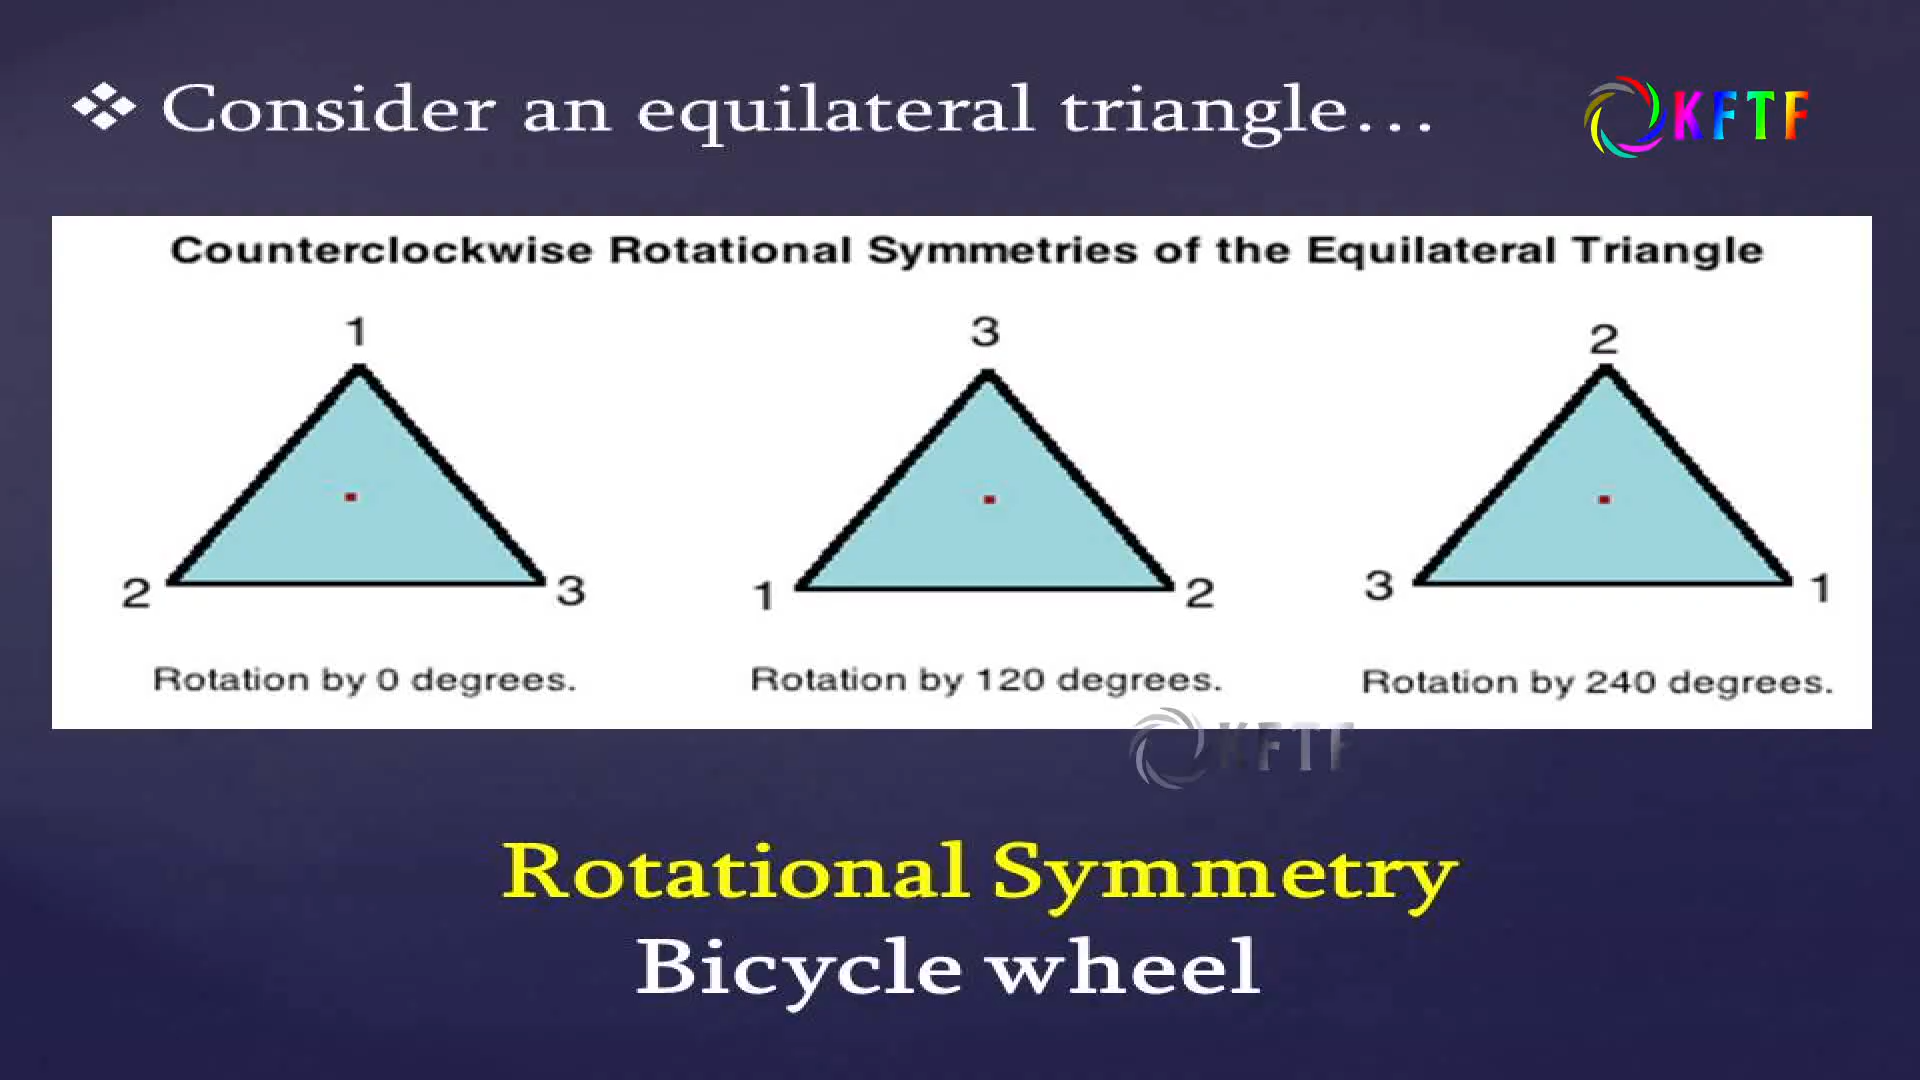 ❖ Consider an equilateral triangle...
KFTF
Counterclockwise Rotational Symmetries of the Equilateral Triangle
1
2
3
Rotation by 0 degrees.
3
1
2
Rotation by 120 degrees.
2
3
1
Rotation by 240 degrees.
KFTF
Rotational Symmetry
Bicycle wheel